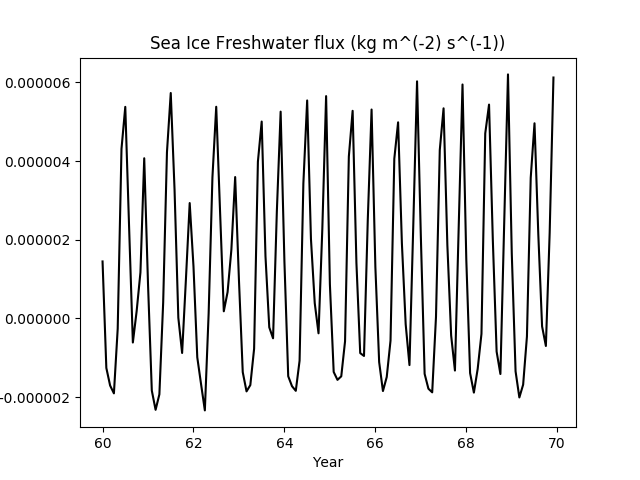 Sea Ice Freshwater flux (kg m^(-2) s^(-1))
0.000006
0.000004
0.000002
0.000000
-0.000002
60 62 64 66 68 70
Year